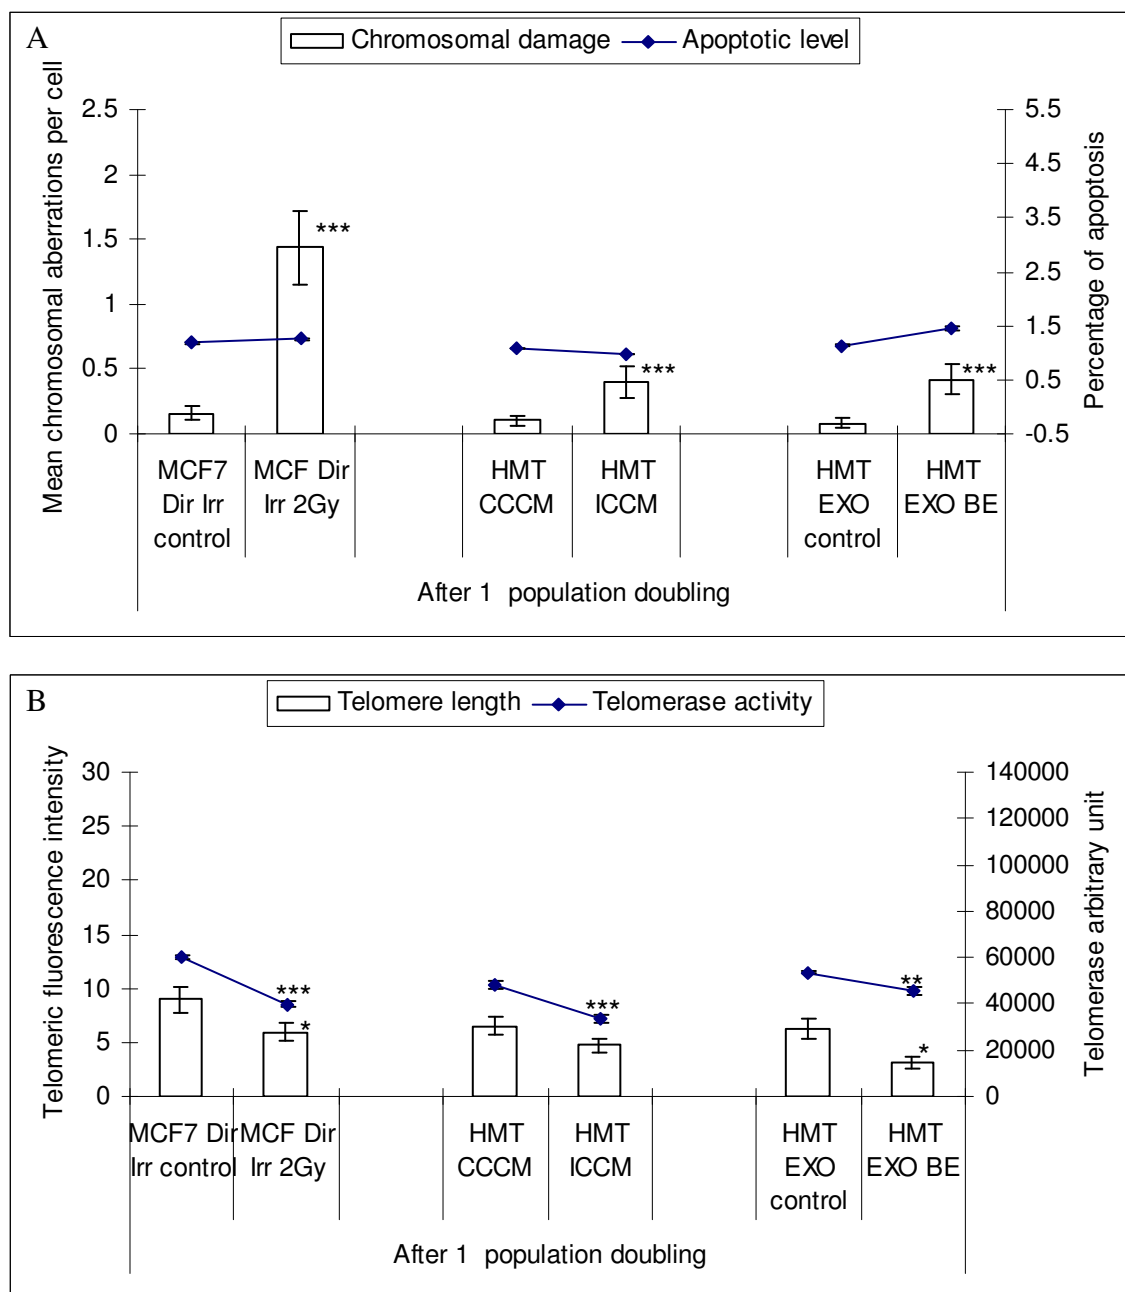 A
Chromosomal damage Apoptotic level
Mean chromosomal aberrations per cell
2.5
2
1.5
1
0.5
0
5.5
4.5
3.5
2.5
1.5
0.5
-0.5
Percentage of apoptosis
***
***
***
MCF7 Dir Irr control
MCF Dir Irr 2Gy
HMT CCCM
HMT ICCM
HMT EXO control
HMT EXO BE
After 1 population doubling
B
Telomere length Telomerase activity
Telomeric fluorescence intensity
30
25
20
15
10
5
0
140000
120000
100000
80000
60000
40000
20000
0
Telomerase arbitrary unit
***
*
***
**
*
MCF7 Dir Irr control
MCF Dir Irr 2Gy
HMT CCCM
HMT ICCM
HMT EXO control
HMT EXO BE
After 1 population doubling